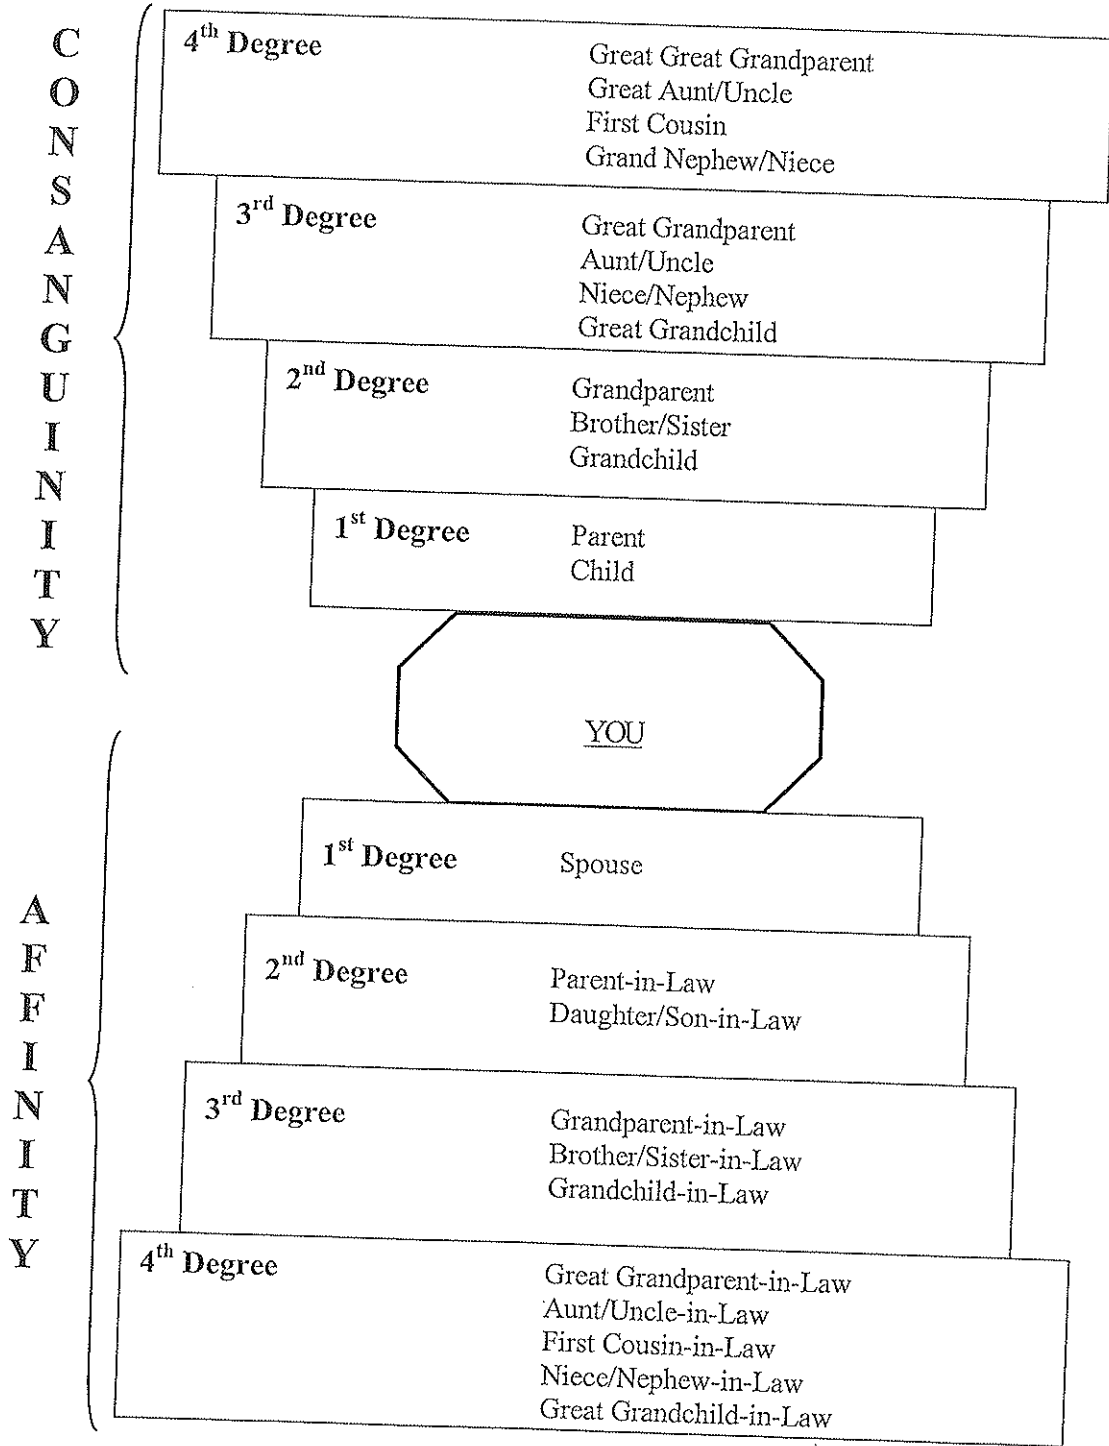 CONSANGUINITY
4th Degree
Great Great Grandparent
Great Aunt/Uncle
First Cousin
Grand Nephew/Niece
3rd Degree
Great Grandparent
Aunt/Uncle
Niece/Nephew
Great Grandchild
2nd Degree
Grandparent
Brother/Sister
Grandchild
1st Degree
Parent
Child
YOU
AFFINITY
1st Degree
Spouse
2nd Degree
Parent-in-Law
Daughter/Son-in-Law
3rd Degree
Grandparent-in-Law
Brother/Sister-in-Law
Grandchild-in-Law
4th Degree
Great Grandparent-in-Law
Aunt/Uncle-in-Law
First Cousin-in-Law
Niece/Nephew-in-Law
Great Grandchild-in-Law